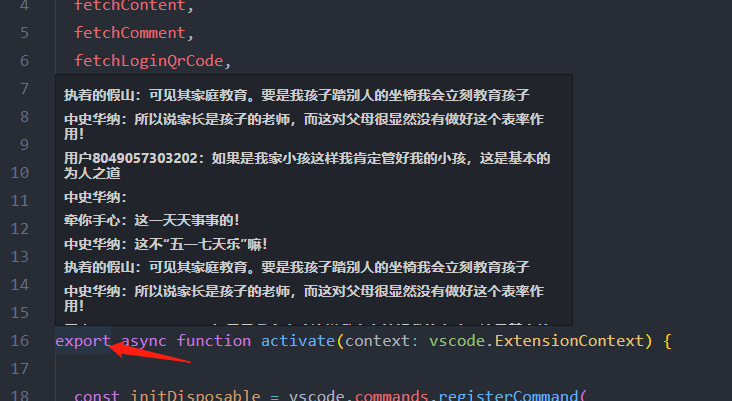 4 fetchContent,
5 fetchComment,
6 fetchLoginQrCode,
7
执着的假山：可见其家庭教育。要是我孩子踏别人的坐椅我会立刻教育孩子
8
中史华纳：所以说家长是孩子的老师，而这对父母很显然没有做好这个表率作
用！
9
用户8049057303202：如果是我家小孩这样我肯定管好我的小孩，这是基本的
10
为人之道
11
中史华纳：
12
牵你手心：这一天天事事的！
中史华纳：这不“五一七天乐”嘛！
13
执着的假山：可见其家庭教育。要是我孩子踏别人的坐椅我会立刻教育孩子
14
中史华纳：所以说家长是孩子的老师，而这对父母很显然没有做好这个表率作
用！
15
16 export async function activate(context: vscode.ExtensionContext) {
17
18 const initDisposable = vscode.commands.registerCommand(